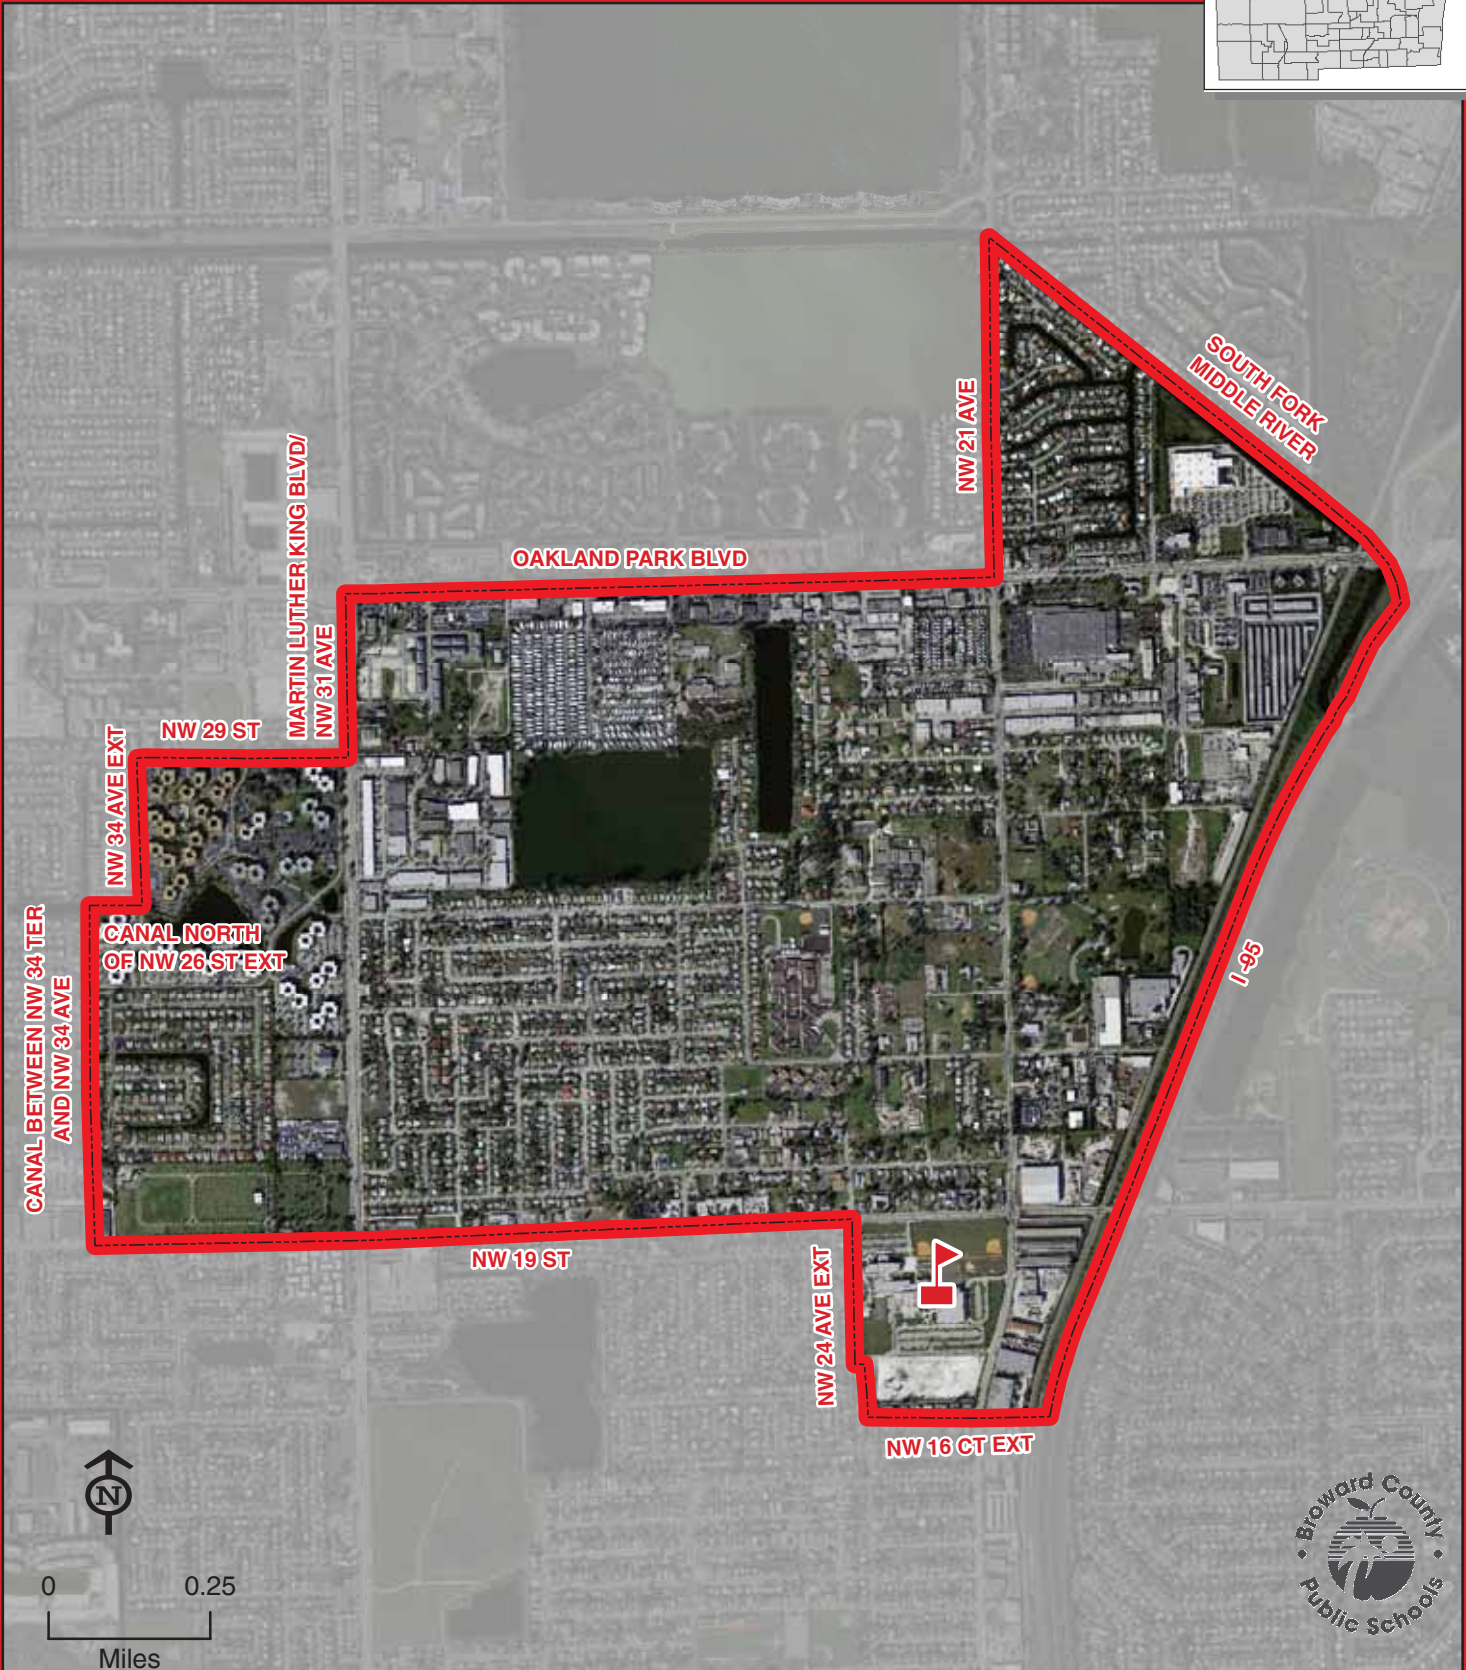 SOUTH FORK
MIDDLE RIVER
NW 21 AVE
OAKLAND PARK BLVD
MARTIN LUTHER KING BLVD/
NW 31 AVE
NW 29 ST
NW 34 AVE EXT
CANAL NORTH
OF NW 26 ST EXT
CANAL BETWEEN NW 34 TER
AND NW 34 AVE
I-95
NW 19 ST
NW 24 AVE EXT
NW 16 CT EXT
N
0 0.25
Miles
Broward County
Public Schools